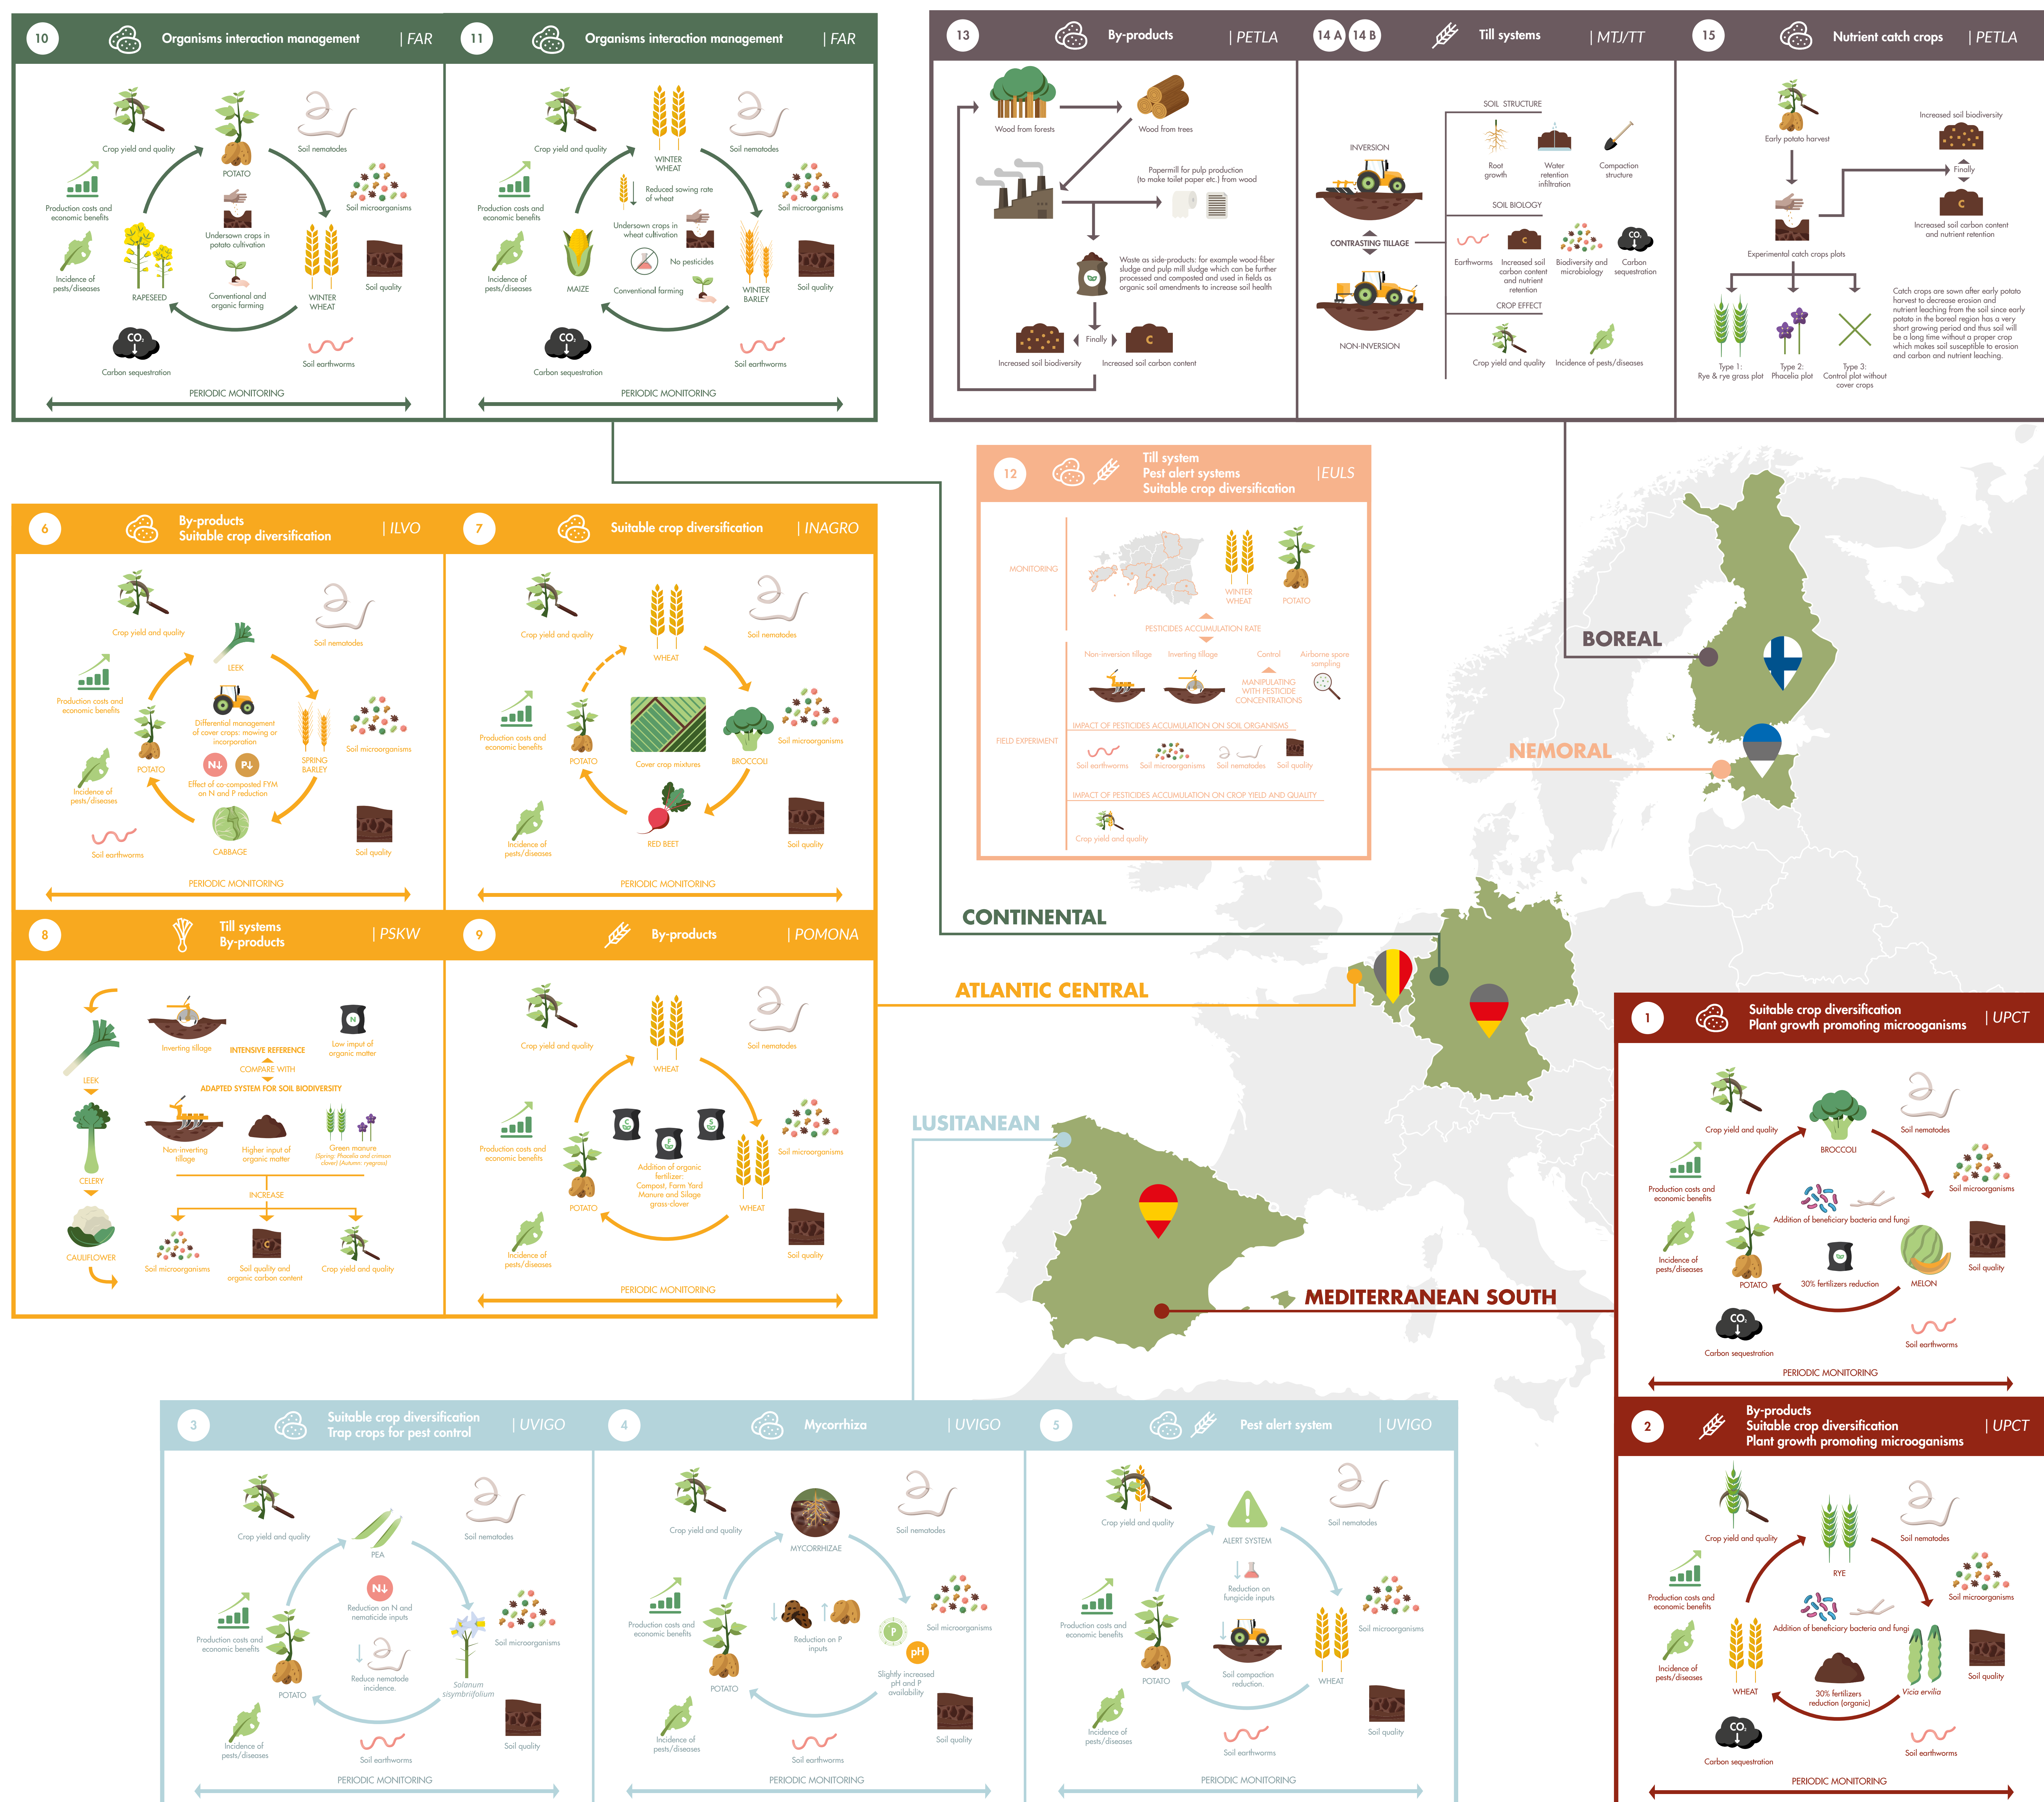 10
Organisms interaction management
| FAR
Crop yield and quality
POTATO
Soil nematodes
Production costs and
economic benefits
Soil microorganisms
Undersown crops in
potato cultivation
Incidence of
pests/diseases
RAPESEED
Conventional and
organic farming
WINTER
WHEAT
Soil quality
CO2
Carbon sequestration
Soil earthworms
PERIODIC MONITORING
11
Organisms interaction management
| FAR
Crop yield and quality
WINTER
WHEAT
Soil nematodes
Reduced sowing rate
of wheat
Production costs and
economic benefits
Soil microorganisms
Undersown crops in
wheat cultivation
No pesticides
Incidence of
pests/diseases
MAIZE
Conventional farming
WINTER
BARLEY
Soil quality
CO2
Carbon sequestration
Soil earthworms
PERIODIC MONITORING
13
By-products
| PETLA
Wood from forests
Wood from trees
Papermill for pulp production
(to make toilet paper etc.) from wood
Waste as side-products: for example wood-fiber
sludge and pulp mill sludge which can be further
processed and composted and used in fields as
organic soil amendments to increase soil health
Finally
C
Increased soil biodiversity
Increased soil carbon content
14 A
14 B
Till systems
| MTJ/TT
INVERSION
CONTRASTING TILLAGE
NON-INVERSION
SOIL STRUCTURE
Root
growth
Water
retention
infiltration
Compaction
structure
SOIL BIOLOGY
C
CO2
Earthworms
Increased soil
carbon content
and nutrient
retention
Biodiversity and
microbiology
Carbon
sequestration
CROP EFFECT
Crop yield and quality
Incidence of pests/diseases
15
Nutrient catch crops
| PETLA
Early potato harvest
Increased soil biodiversity
Finally
C
Increased soil carbon content
and nutrient retention
Experimental catch crops plots
Type 1:
Rye & rye grass plot
Type 2:
Phacelia plot
Type 3:
Control plot without
cover crops
Catch crops are sown after early potato
harvest to decrease erosion and
nutrient leaching from the soil since early
potato in the boreal region has a very
short growing period and thus soil will
be a long time without a proper crop
which makes soil susceptible to erosion
and carbon and nutrient leaching.
12
Till system
Pest alert systems
Suitable crop diversification
|EULS
MONITORING
WINTER
WHEAT
POTATO
PESTICIDES ACCUMULATION RATE
Non-inversion tillage
Inverting tillage
Control
Airborne spore
sampling
MANIPULATING
WITH PESTICIDE
CONCENTRATIONS
FIELD EXPERIMENT
IMPACT OF PESTICIDES ACCUMULATION ON SOIL ORGANISMS
Soil earthworms
Soil microorganisms
Soil nematodes
Soil quality
IMPACT OF PESTICIDES ACCUMULATION ON CROP YIELD AND QUALITY
Crop yield and quality
BOREAL
NEMORAL
CONTINENTAL
ATLANTIC CENTRAL
LUSITANEAN
MEDITERRANEAN SOUTH
6
By-products
Suitable crop diversification
| ILVO
Crop yield and quality
LEEK
Soil nematodes
Production costs and
economic benefits
Differential management
of cover crops: mowing or
incorporation
Soil microorganisms
POTATO
N↓
P↓
SPRING
BARLEY
Effect of co-composted FYM
on N and P reduction
Incidence of
pests/diseases
Soil earthworms
CABBAGE
Soil quality
PERIODIC MONITORING
7
Suitable crop diversification
| INAGRO
Crop yield and quality
WHEAT
Soil nematodes
Production costs and
economic benefits
Soil microorganisms
POTATO
Cover crop mixtures
BROCCOLI
Incidence of
pests/diseases
RED BEET
Soil quality
PERIODIC MONITORING
8
Till systems
By-products
| PSKW
LEEK
CELERY
CAULIFLOWER
Inverting tillage
INTENSIVE REFERENCE
N
Low input of
organic matter
COMPARE WITH
ADAPTED SYSTEM FOR SOIL BIODIVERSITY
Non-inverting
tillage
Higher input of
organic matter
Green manure
(Spring: Phacelia and crimson
clover) (Autumn: ryegrass)
INCREASE
C
Soil microorganisms
Soil quality and
organic carbon content
Crop yield and quality
9
By-products
| POMONA
Crop yield and quality
WHEAT
Soil nematodes
Production costs and
economic benefits
C
F
S
Soil microorganisms
Addition of organic
fertilizer:
Compost, Farm Yard
Manure and Silage
grass-clover
POTATO
WHEAT
Incidence of
pests/diseases
Soil quality
PERIODIC MONITORING
1
Suitable crop diversification
Plant growth promoting microoganisms
| UPCT
Crop yield and quality
BROCCOLI
Soil nematodes
Production costs and
economic benefits
Soil microorganisms
Addition of beneficiary bacteria and fungi
Incidence of
pests/diseases
POTATO
30% fertilizers reduction
MELON
Soil quality
CO2
Carbon sequestration
Soil earthworms
PERIODIC MONITORING
2
By-products
Suitable crop diversification
Plant growth promoting microoganisms
| UPCT
Crop yield and quality
RYE
Soil nematodes
Production costs and
economic benefits
Soil microorganisms
Addition of beneficiary bacteria and fungi
Incidence of
pests/diseases
WHEAT
30% fertilizers
reduction (organic)
Vicia ervilia
Soil quality
CO2
Carbon sequestration
Soil earthworms
PERIODIC MONITORING
3
Suitable crop diversification
Trap crops for pest control
| UVIGO
Crop yield and quality
PEA
Soil nematodes
N↓
Reduction on N and
nematicide inputs
Production costs and
economic benefits
Soil microorganisms
Reduce nematode
incidence.
POTATO
Solanum
sisymbriifolium
Incidence of
pests/diseases
Soil quality
Soil earthworms
PERIODIC MONITORING
4
Mycorrhiza
| UVIGO
Crop yield and quality
MYCORRHIZAE
Soil nematodes
Production costs and
economic benefits
Reduction on P
inputs
P
pH
Soil microorganisms
Slightly increased
pH and P
availability
POTATO
Incidence of
pests/diseases
Soil quality
Soil earthworms
PERIODIC MONITORING
5
Pest alert system
| UVIGO
Crop yield and quality
ALERT SYSTEM
Soil nematodes
Reduction on
fungicide inputs
Production costs and
economic benefits
Soil microorganisms
Soil compaction
reduction.
POTATO
WHEAT
Incidence of
pests/diseases
Soil quality
Soil earthworms
PERIODIC MONITORING